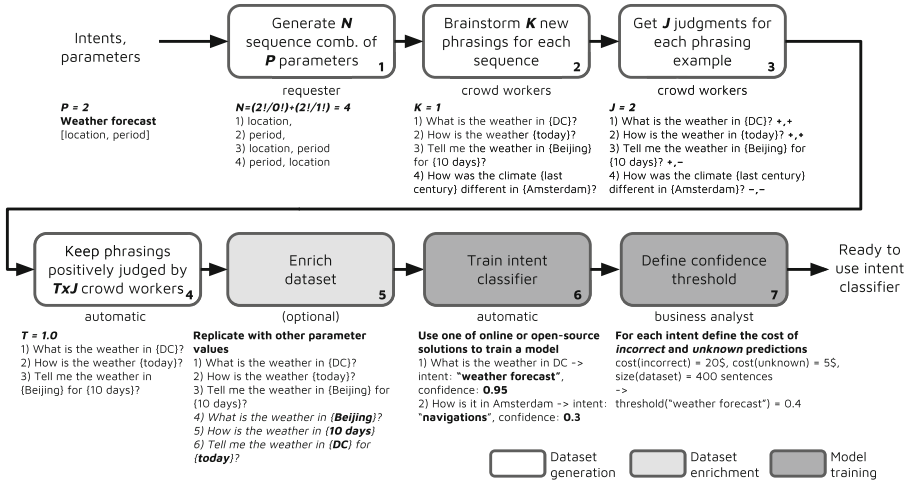 Intents,
parameters
Generate N
sequence comb. of
P parameters
1
Brainstorm K new
phrasings for each
sequence
2
Get J judgments for
each phrasing
example
3
requester
crowd workers
crowd workers
P = 2
Weather forecast
[location, period]
N=(2!/0!)+(2!/1!) = 4
1) location,
2) period,
3) location, period
4) period, location
K = 1
1) What is the weather in {DC}?
2) How is the weather {today}?
3) Tell me the weather in {Beijing}
for {10 days}?
4) How was the climate {last
century} different in {Amsterdam}?
J = 2
1) What is the weather in {DC}? +,+
2) How is the weather {today}? +,+
3) Tell me the weather in {Beijing} for
{10 days}? +,–
4) How was the climate {last century}
different in {Amsterdam}? –,–
Keep phrasings
positively judged by
TxJ crowd workers
4
Enrich
dataset
5
Train intent
classifier
6
Define confidence
threshold
7
Ready to
use intent
classifier
automatic
(optional)
automatic
business analyst
T = 1.0
1) What is the weather in {DC}?
2) How is the weather {today}?
3) Tell me the weather in
{Beijing} for {10 days}?
Replicate with other parameter
values
1) What is the weather in {DC}?
2) How is the weather {today}?
3) Tell me the weather in {Beijing} for
{10 days}?
4) What is the weather in {Beijing}?
5) How is the weather in {10 days}
6) Tell me the weather in {DC} for
{today}?
Use one of online or open-source
solutions to train a model
1) What is the weather in DC ->
intent: "weather forecast",
confidence: 0.95
2) How is it in Amsterdam -> intent:
"navigations", confidence: 0.3
For each intent define the cost of
incorrect and unknown predictions
cost(incorrect) = 20$, cost(unknown) = 5$,
size(dataset) = 400 sentences
->
threshold("weather forecast") = 0.4
Dataset
generation
Dataset
enrichment
Model
training